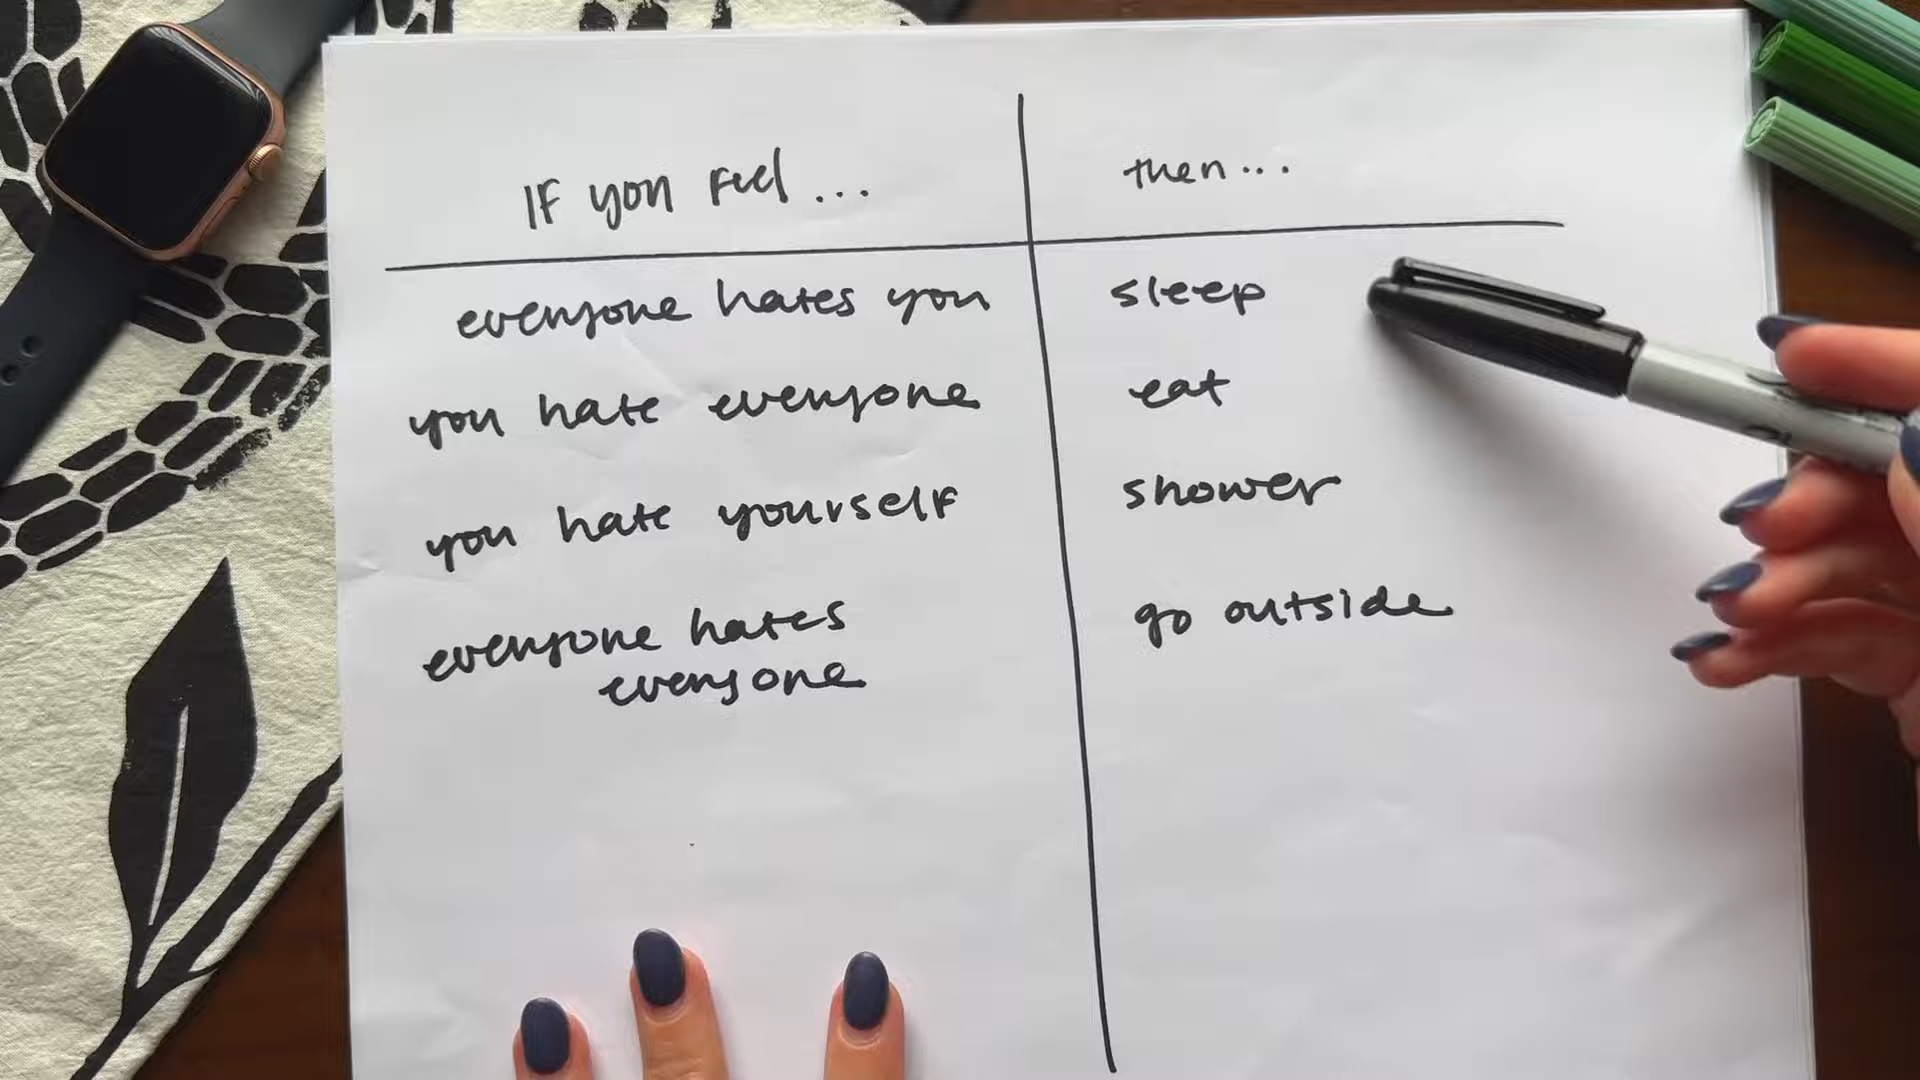 IF you feel... then...
everyone hates you sleep
you hate everyone eat
you hate yourself shower
everyone hates go outside
everyone